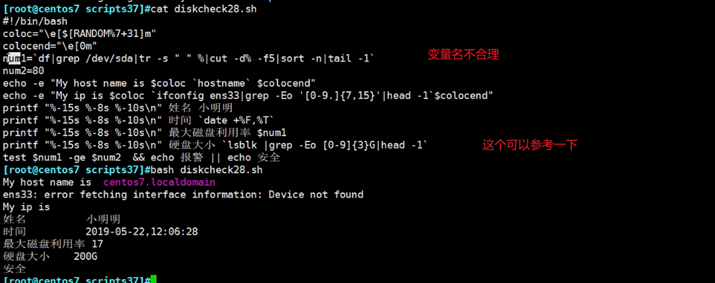 [root@centos7 scripts37]#cat diskcheck28.sh
#!/bin/bash
coloc="\e[$[RANDOM%7+31]m"
colocend="\e[0m"
num1=`df|grep /dev/sda|tr -s " " %|cut -d% -f5|sort -n|tail -1` 变量名不合理
num2=80
echo -e "My host name is $coloc `hostname` $colocend"
echo -e "My ip is $coloc `ifconfig ens33|grep -Eo '[0-9.]{7,15}'|head -1`$colocend"
printf "%-15s %-8s %-10s\n" 姓名 小明明
printf "%-15s %-8s %-10s\n" 时间 `date +%F,%T`
printf "%-15s %-8s %-10s\n" 最大磁盘利用率 $num1
printf "%-15s %-8s %-10s\n" 硬盘大小 `lsblk |grep -Eo [0-9]{3}G|head -1` 这个可以参考一下
test $num1 -ge $num2  && echo 报警 || echo 安全
[root@centos7 scripts37]#bash diskcheck28.sh
My host name is  centos7.localdomain
ens33: error fetching interface information: Device not found
My ip is
姓名 小明明
时间 2019-05-22,12:06:28
最大磁盘利用率 17
硬盘大小 200G
安全
[root@centos7 scripts37]#